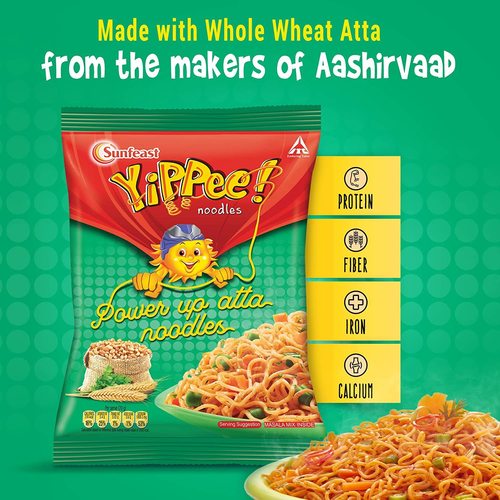 Made with Whole Wheat Atta
from the makers of Aashirvaad
Sunfeast
YiPPee!
noodles
Power up atta
noodles
Serving Suggestion
MASALA MIX INSIDE
PROTEIN
FIBER
IRON
CALCIUM